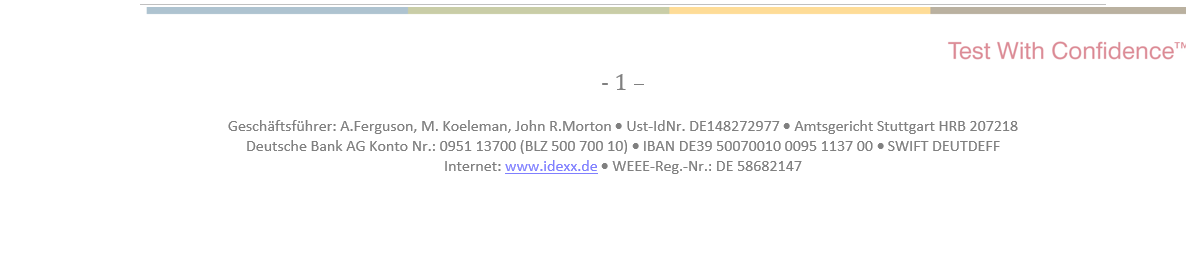 Test With Confidence™
- 1 –
Geschäftsführer: A.Ferguson, M. Koeleman, John R.Morton • Ust-IdNr. DE148272977 • Amtsgericht Stuttgart HRB 207218
Deutsche Bank AG Konto Nr.: 0951 13700 (BLZ 500 700 10) • IBAN DE39 50070010 0095 1137 00 • SWIFT DEUTDEFF
Internet: www.idexx.de • WEEE-Reg.-Nr.: DE 58682147